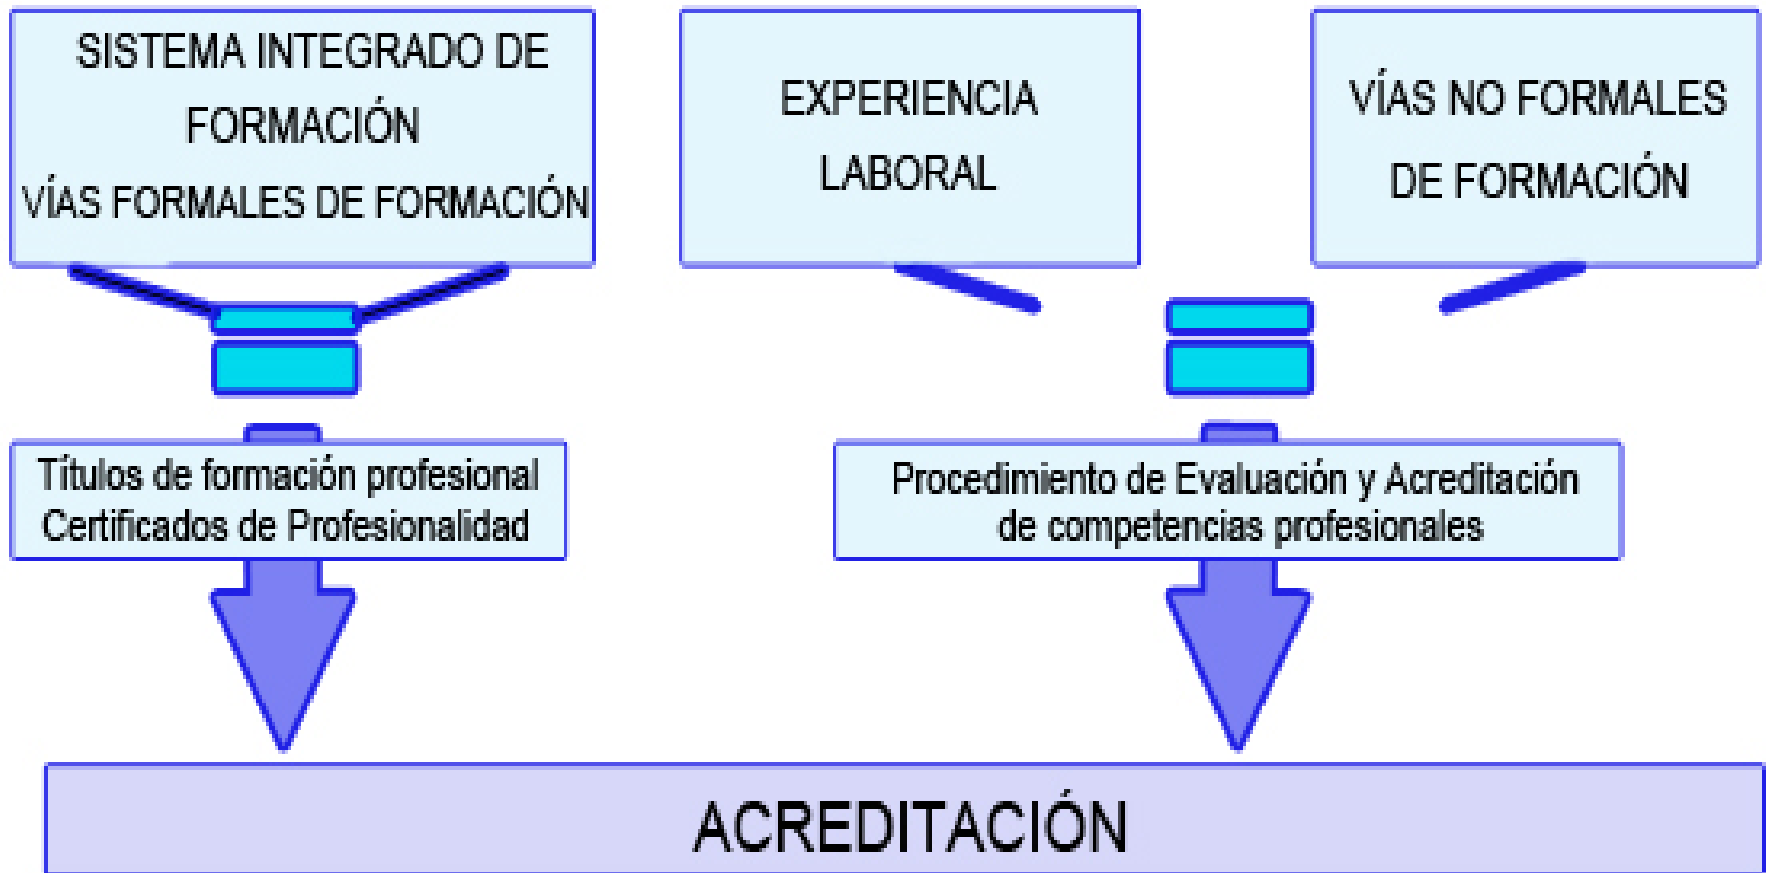 SISTEMA INTEGRADO DE
FORMACIÓN
VÍAS FORMALES DE FORMACIÓN
EXPERIENCIA
LABORAL
VÍAS NO FORMALES
DE FORMACIÓN
Títulos de formación profesional
Certificados de Profesionalidad
Procedimiento de Evaluación y Acreditación
de competencias profesionales
ACREDITACIÓN